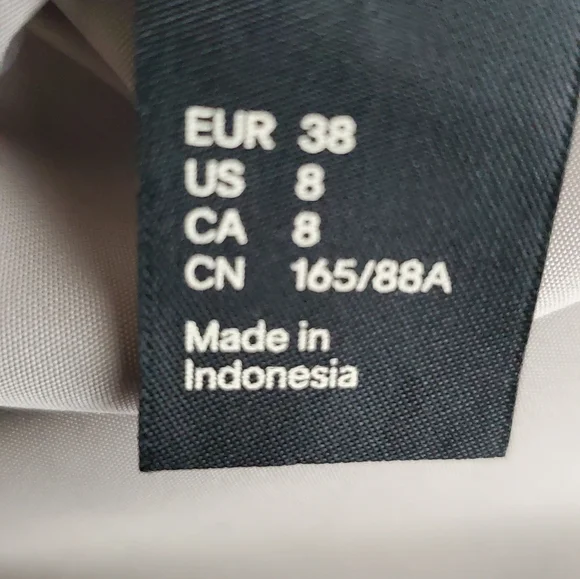 EUR 38
US 8
CA 8
CN 165/88A
Made in
Indonesia